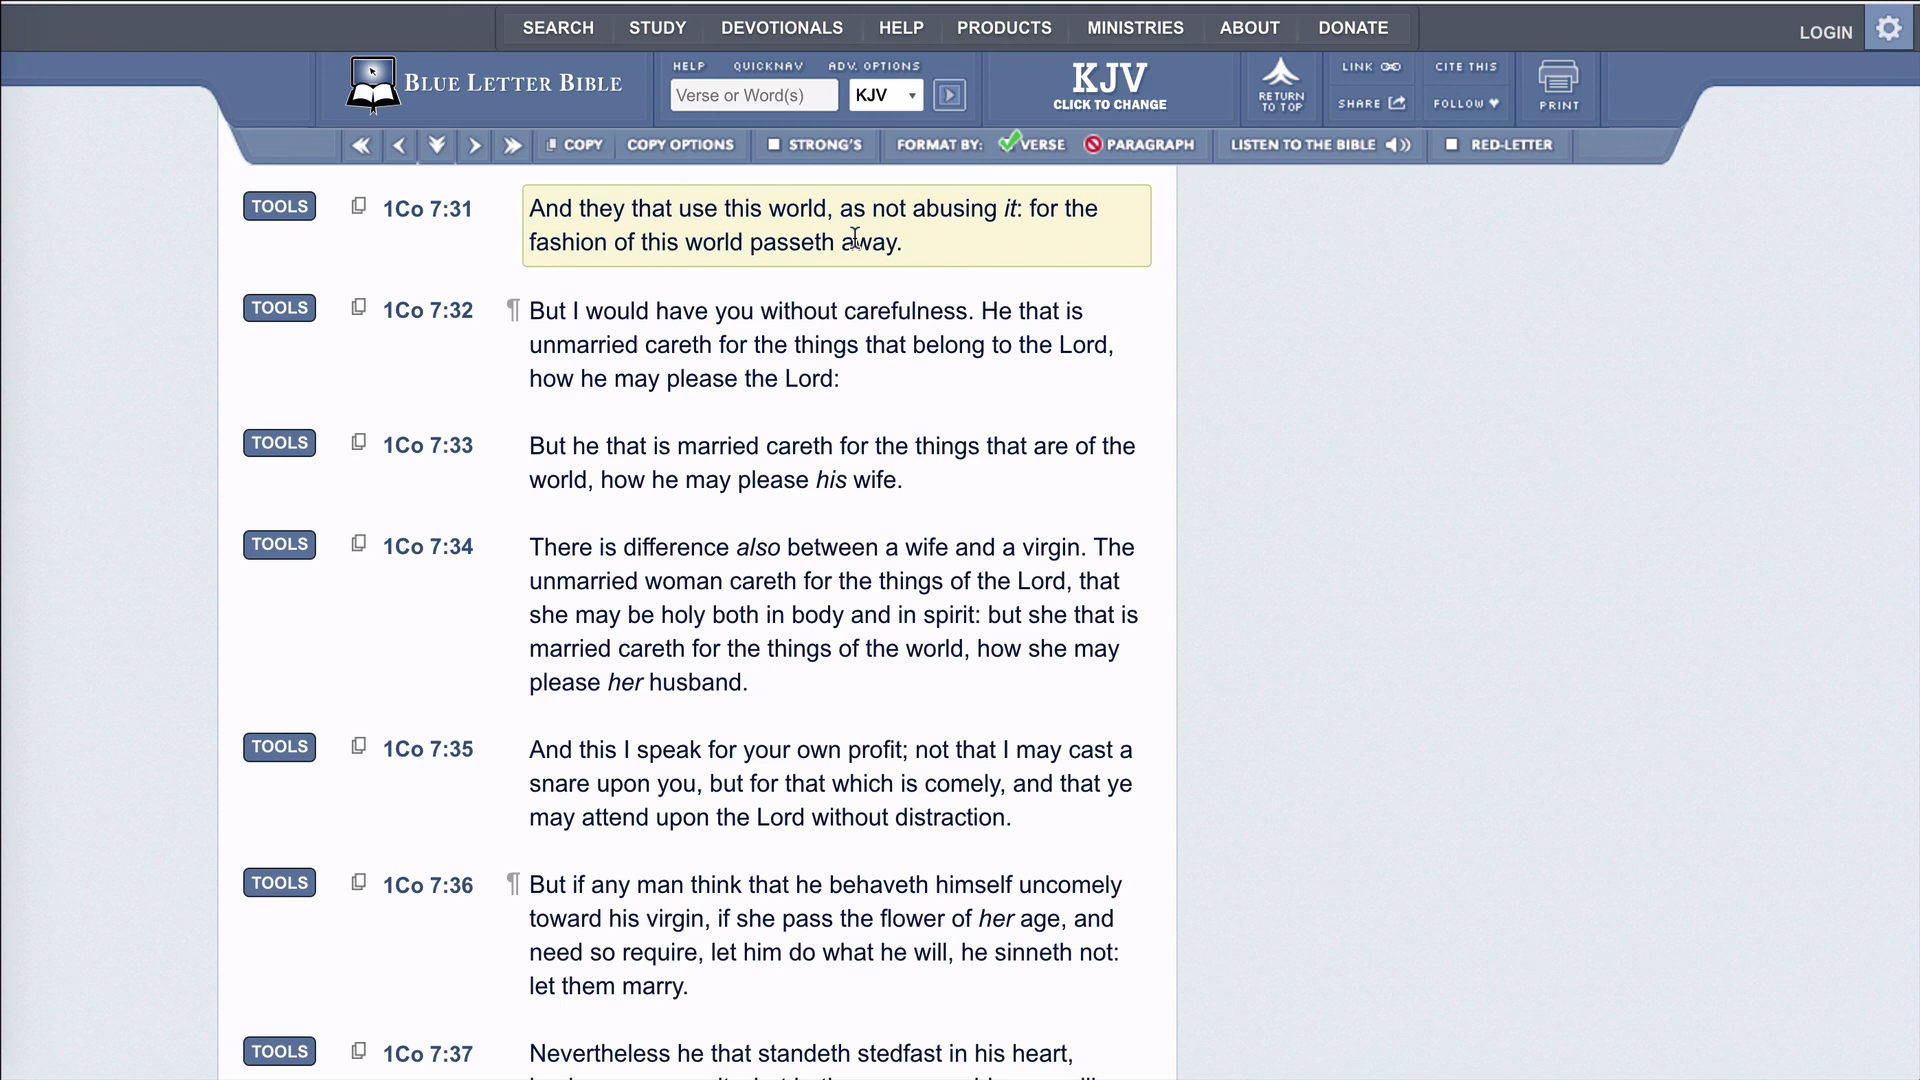 SEARCH STUDY DEVOTIONALS HELP PRODUCTS MINISTRIES ABOUT DONATE
LOGIN
BLUE LETTER BIBLE
HELP QUICKNAV ADV. OPTIONS
Verse or Word(s) KJV
KJV
CLICK TO CHANGE
RETURN
TO TOP
LINK CITE THIS
SHARE FOLLOW
PRINT
COPY COPY OPTIONS STRONG'S FORMAT BY: VERSE PARAGRAPH LISTEN TO THE BIBLE RED-LETTER
TOOLS 1Co 7:31 And they that use this world, as not abusing it: for the
fashion of this world passeth away.
TOOLS 1Co 7:32 ¶ But I would have you without carefulness. He that is
unmarried careth for the things that belong to the Lord,
how he may please the Lord:
TOOLS 1Co 7:33 But he that is married careth for the things that are of the
world, how he may please his wife.
TOOLS 1Co 7:34 There is difference also between a wife and a virgin. The
unmarried woman careth for the things of the Lord, that
she may be holy both in body and in spirit: but she that is
married careth for the things of the world, how she may
please her husband.
TOOLS 1Co 7:35 And this I speak for your own profit; not that I may cast a
snare upon you, but for that which is comely, and that ye
may attend upon the Lord without distraction.
TOOLS 1Co 7:36 ¶ But if any man think that he behaveth himself uncomely
toward his virgin, if she pass the flower of her age, and
need so require, let him do what he will, he sinneth not:
let them marry.
TOOLS 1Co 7:37 Nevertheless he that standeth stedfast in his heart,